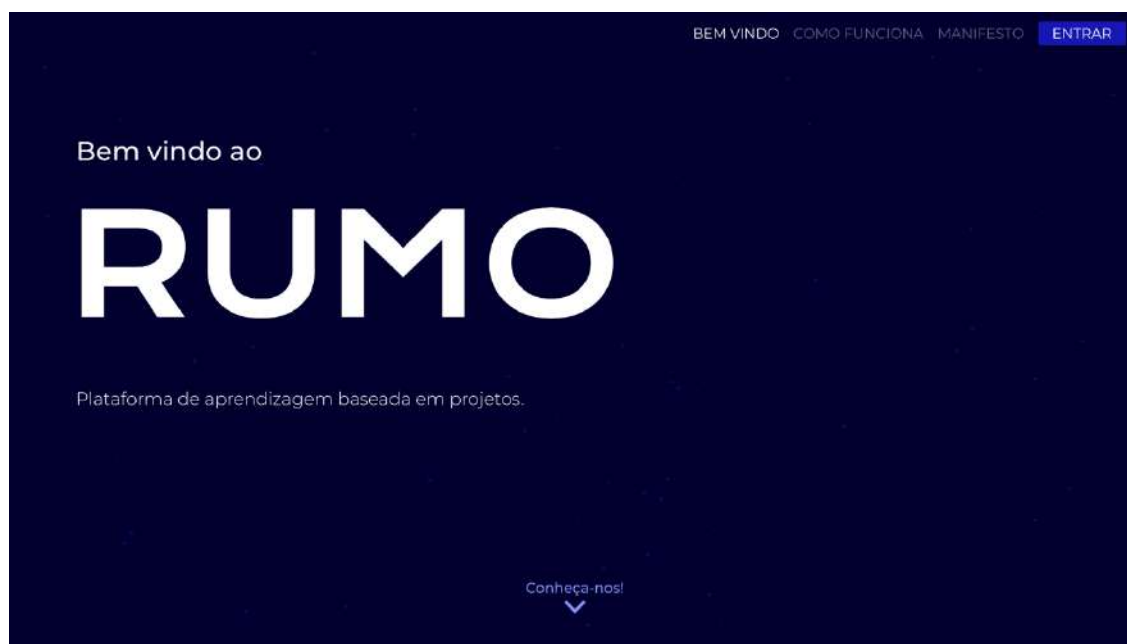 BEM VINDO COMO FUNCIONA MANIFESTO ENTRAR
Bem vindo ao
RUMO
Plataforma de aprendizagem baseada em projetos.
Conheça-nos!